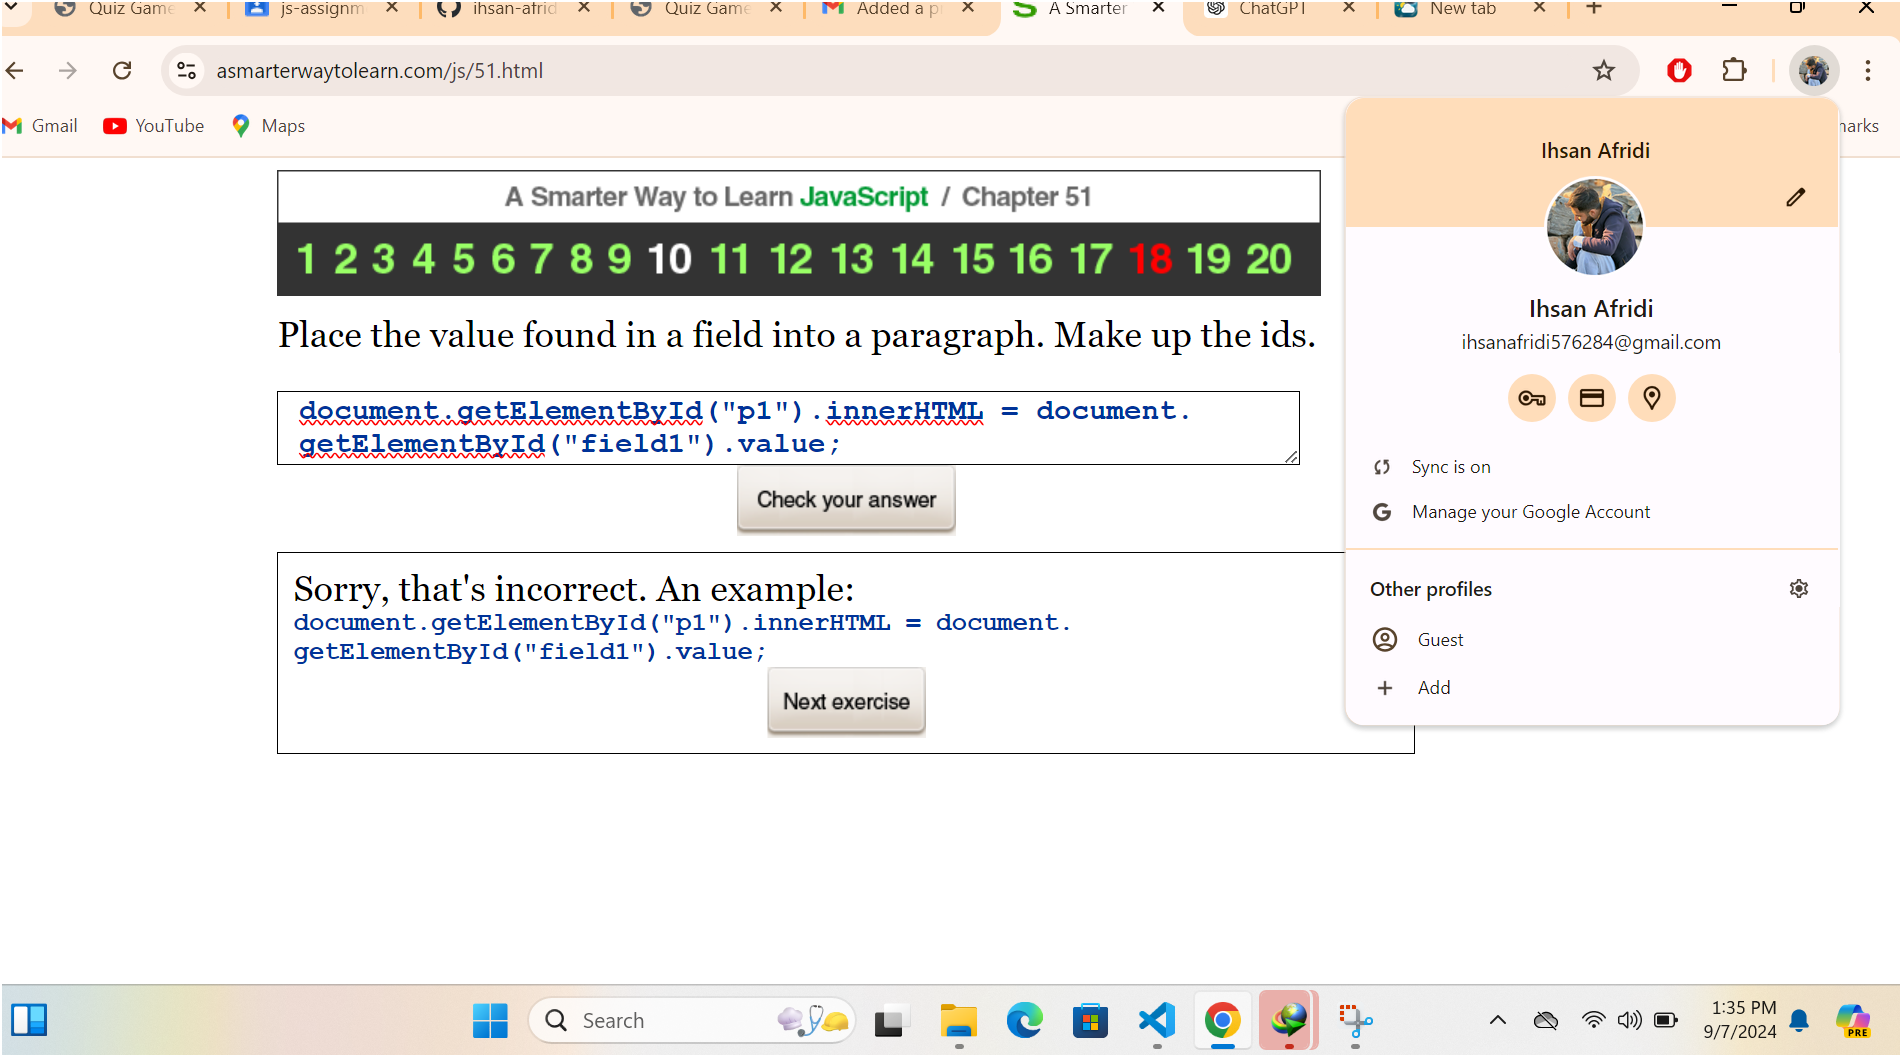 Quiz Game
js-assignm
ihsan-afrid
Quiz Game
Added a p
A Smarter
ChatGPT
New tab
asmarterwaytolearn.com/js/51.html
Gmail
YouTube
Maps
narks
A Smarter Way to Learn JavaScript / Chapter 51
1 2 3 4 5 6 7 8 9 10 11 12 13 14 15 16 17 18 19 20
Place the value found in a field into a paragraph. Make up the ids.
document.getElementById("p1").innerHTML = document.
getElementById("field1").value;
Check your answer
Sorry, that's incorrect. An example:
document.getElementById("p1").innerHTML = document.
getElementById("field1").value;
Next exercise
Ihsan Afridi
Ihsan Afridi
ihsanafridi576284@gmail.com
Sync is on
Manage your Google Account
Other profiles
Guest
Add
Search
1:35 PM
9/7/2024
PRE